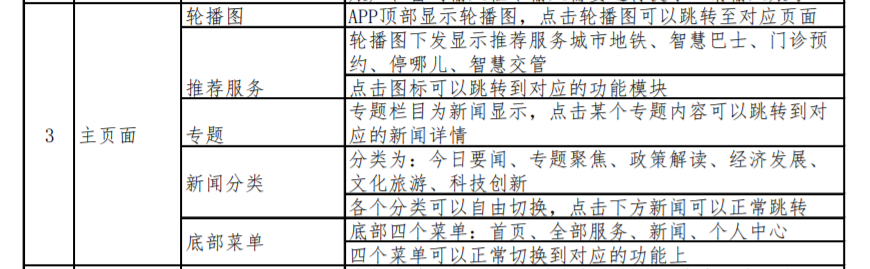 轮播图
APP顶部显示轮播图，点击轮播图可以跳转至对应页面
轮播图下发显示推荐服务城市地铁、智慧巴士、门诊预
约、停哪儿、智慧交管
推荐服务
点击图标可以跳转到对应的功能模块
3
主页面
专题
专题栏目为新闻显示，点击某个专题内容可以跳转到对
应的新闻详情
新闻分类
分类为：今日要闻、专题聚焦、政策解读、经济发展、
文化旅游、科技创新
各个分类可以自由切换，点击下方新闻可以正常跳转
底部菜单
底部四个菜单：首页、全部服务、新闻、个人中心
四个菜单可以正常切换到对应的功能上